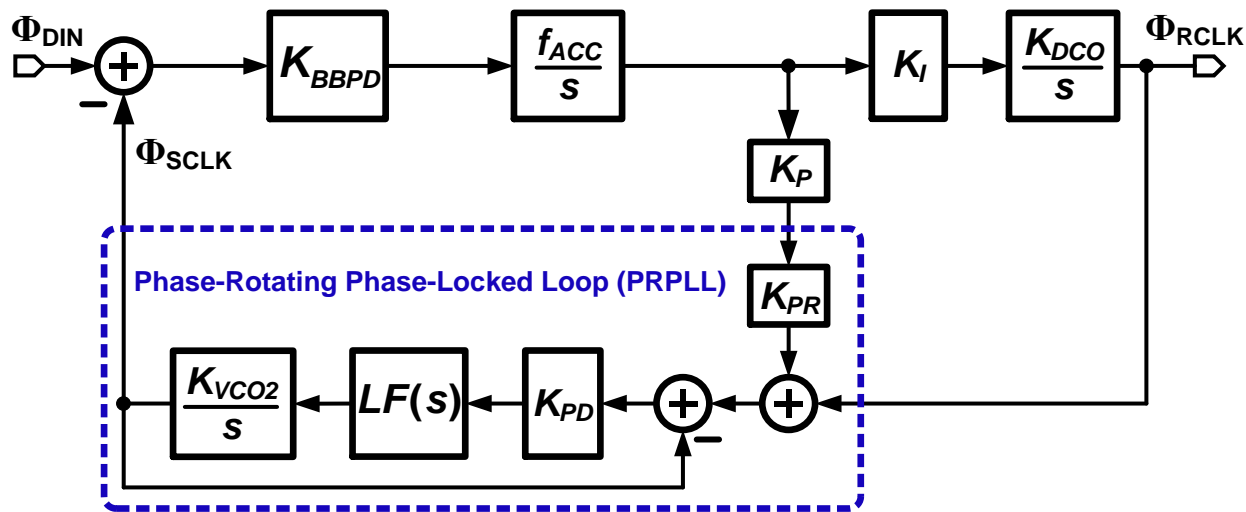 Φ_DIN
+
−
K_BBPD
f_ACC
s
K_I
K_DCO
s
Φ_RCLK
Φ_SCLK
K_P
Phase-Rotating Phase-Locked Loop (PRPLL)
K_PR
K_VCO2
s
LF(s)
K_PD
+
−
+